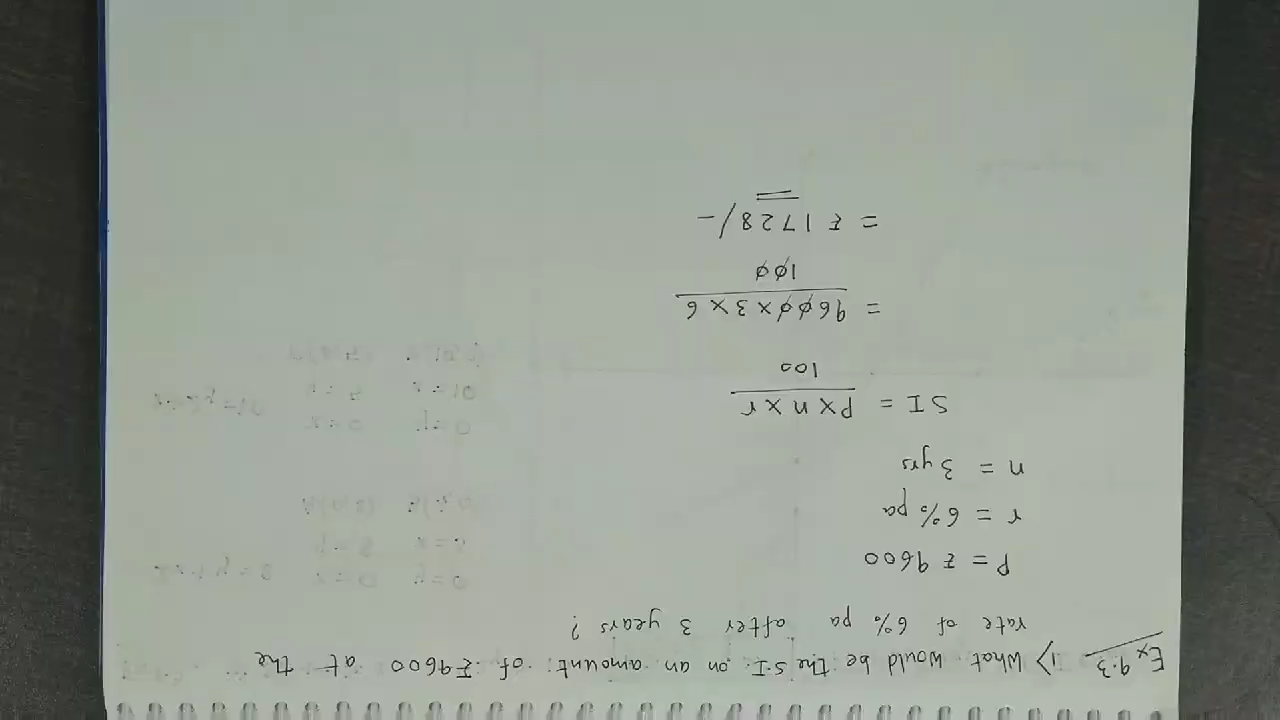 Ex 9.3 1) What would be the S.I. on an amount of ₹9600 at the
rate of 6% pa after 3 years?
P = ₹ 9600
r = 6% pa
n = 3 yrs
SI = P x n x r
100
= 9600 x 3 x 6
100
= ₹ 1728/-